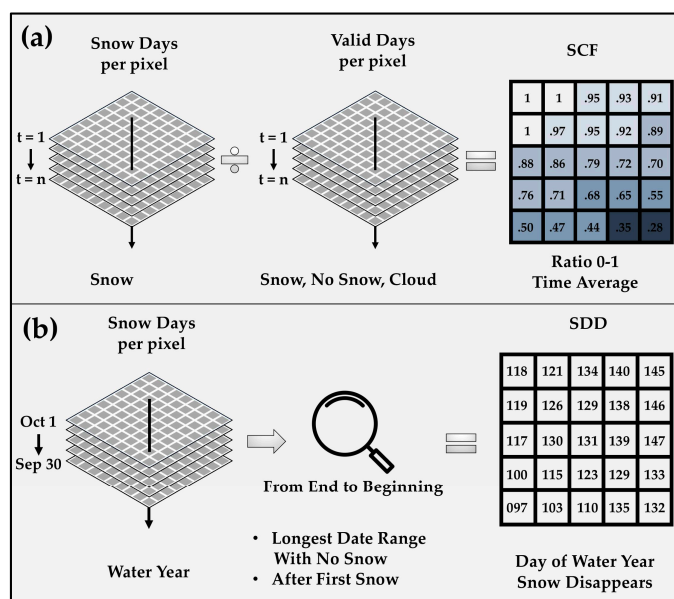 (a)
Snow Days
per pixel
Valid Days
per pixel
SCF
t = 1
t = n
t = 1
t = n
1 1 .95 .93 .91
1 .97 .95 .92 .89
.88 .86 .79 .72 .70
.76 .71 .68 .65 .55
.50 .47 .44 .35 .28
Snow
Snow, No Snow, Cloud
Ratio 0-1
Time Average
(b)
Snow Days
per pixel
SDD
Oct 1
Sep 30
118 121 134 140 145
119 126 129 138 146
117 130 131 139 147
100 115 123 129 133
097 103 110 135 132
From End to Beginning
• Longest Date Range
With No Snow
• After First Snow
Water Year
Day of Water Year
Snow Disappears